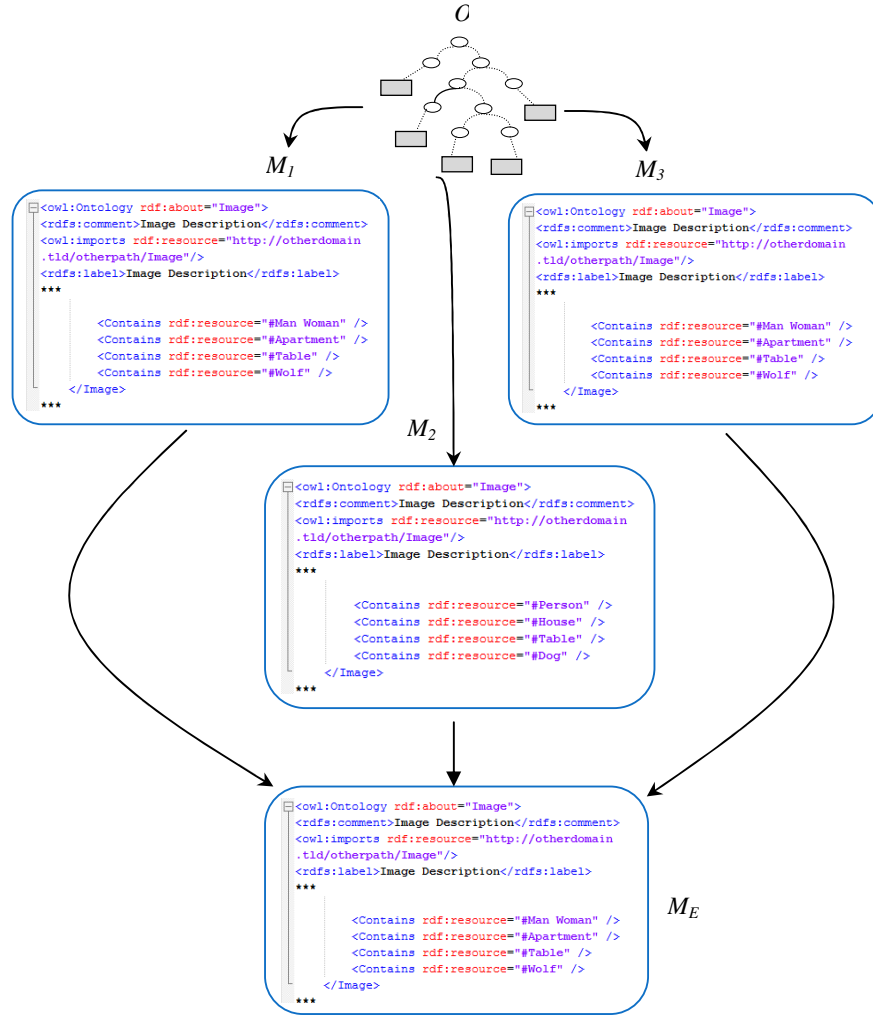 O
M1
M3
<owl:Ontology rdf:about="Image">
<rdfs:comment>Image Description</rdfs:comment>
<owl:imports rdf:resource="http://otherdomain
.tld/otherpath/Image"/>
<rdfs:label>Image Description</rdfs:label>
***
<Contains rdf:resource="#Man Woman" />
<Contains rdf:resource="#Apartment" />
<Contains rdf:resource="#Table" />
<Contains rdf:resource="#Wolf" />
</Image>
***
<owl:Ontology rdf:about="Image">
<rdfs:comment>Image Description</rdfs:comment>
<owl:imports rdf:resource="http://otherdomain
.tld/otherpath/Image"/>
<rdfs:label>Image Description</rdfs:label>
***
<Contains rdf:resource="#Man Woman" />
<Contains rdf:resource="#Apartment" />
<Contains rdf:resource="#Table" />
<Contains rdf:resource="#Wolf" />
</Image>
***
M2
<owl:Ontology rdf:about="Image">
<rdfs:comment>Image Description</rdfs:comment>
<owl:imports rdf:resource="http://otherdomain
.tld/otherpath/Image"/>
<rdfs:label>Image Description</rdfs:label>
***
<Contains rdf:resource="#Person" />
<Contains rdf:resource="#House" />
<Contains rdf:resource="#Table" />
<Contains rdf:resource="#Dog" />
</Image>
***
<owl:Ontology rdf:about="Image">
<rdfs:comment>Image Description</rdfs:comment>
<owl:imports rdf:resource="http://otherdomain
.tld/otherpath/Image"/>
<rdfs:label>Image Description</rdfs:label>
***
<Contains rdf:resource="#Man Woman" />
<Contains rdf:resource="#Apartment" />
<Contains rdf:resource="#Table" />
<Contains rdf:resource="#Wolf" />
</Image>
***
ME